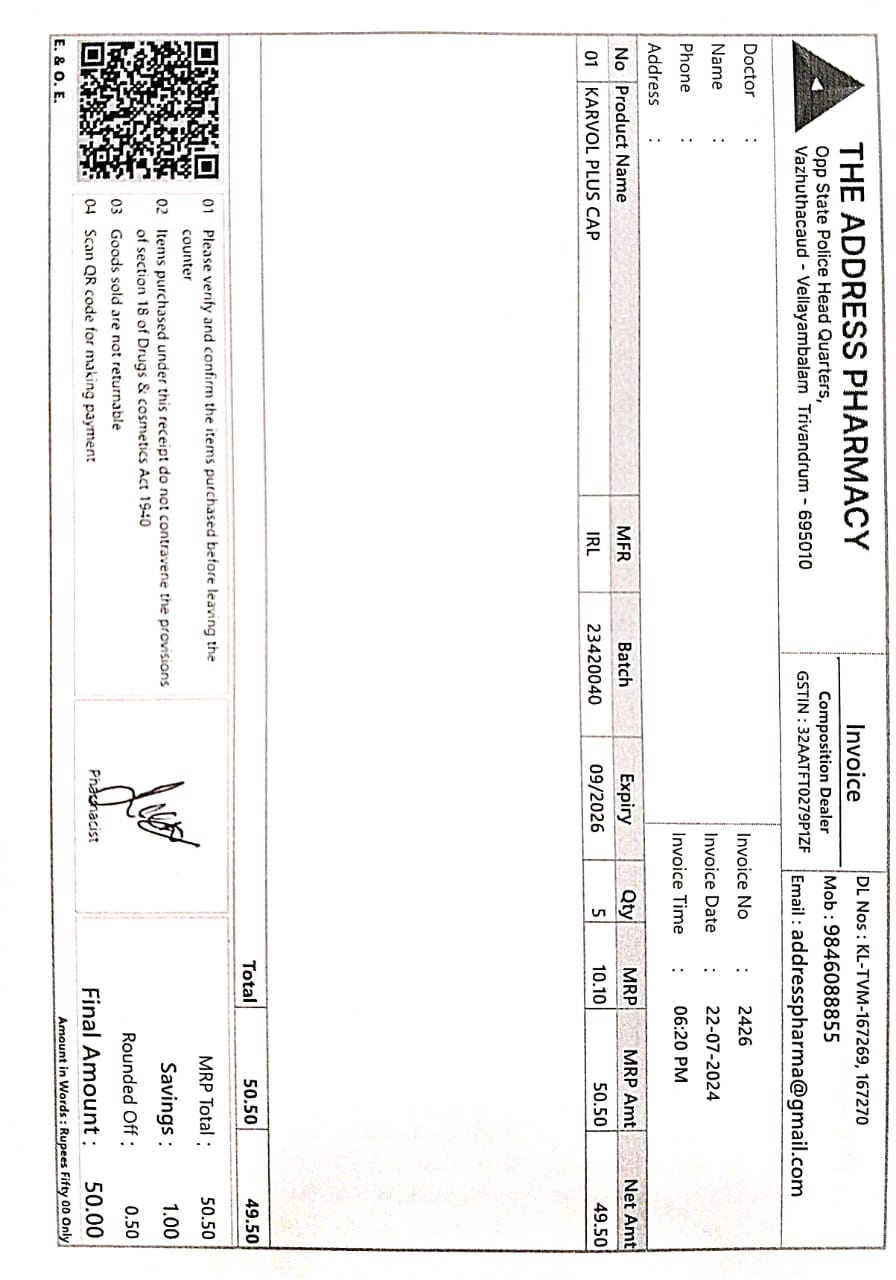 THE ADDRESS PHARMACY
Opp State Police Head Quarters,
Vazhuthacaud - Vellayambalam Trivandrum - 695010
Invoice
Composition Dealer
GSTIN : 32AATFT0279P1ZF
DL Nos : KL-TVM-167269, 167270
Mob : 9846088855
Email : addresspharma@gmail.com
Doctor :
Name :
Phone :
Address :
Invoice No : 2426
Invoice Date : 22-07-2024
Invoice Time : 06:20 PM
No Product Name MFR Batch Expiry Qty MRP MRP Amt Net Amt
01 KARVOL PLUS CAP IRL 23420040 09/2026 5 10.10 50.50 49.50
Total 50.50 49.50
01 Please verify and confirm the items purchased before leaving the
counter
02 Items purchased under this receipt do not contravene the provisions
of section 18 of Drugs & cosmetics Act 1940
03 Goods sold are not returnable
04 Scan QR code for making payment
Pharmacist
MRP Total : 50.50
Savings : 1.00
Rounded Off : 0.50
Final Amount : 50.00
E. & O. E.
Amount in Words : Rupees Fifty 00 Only